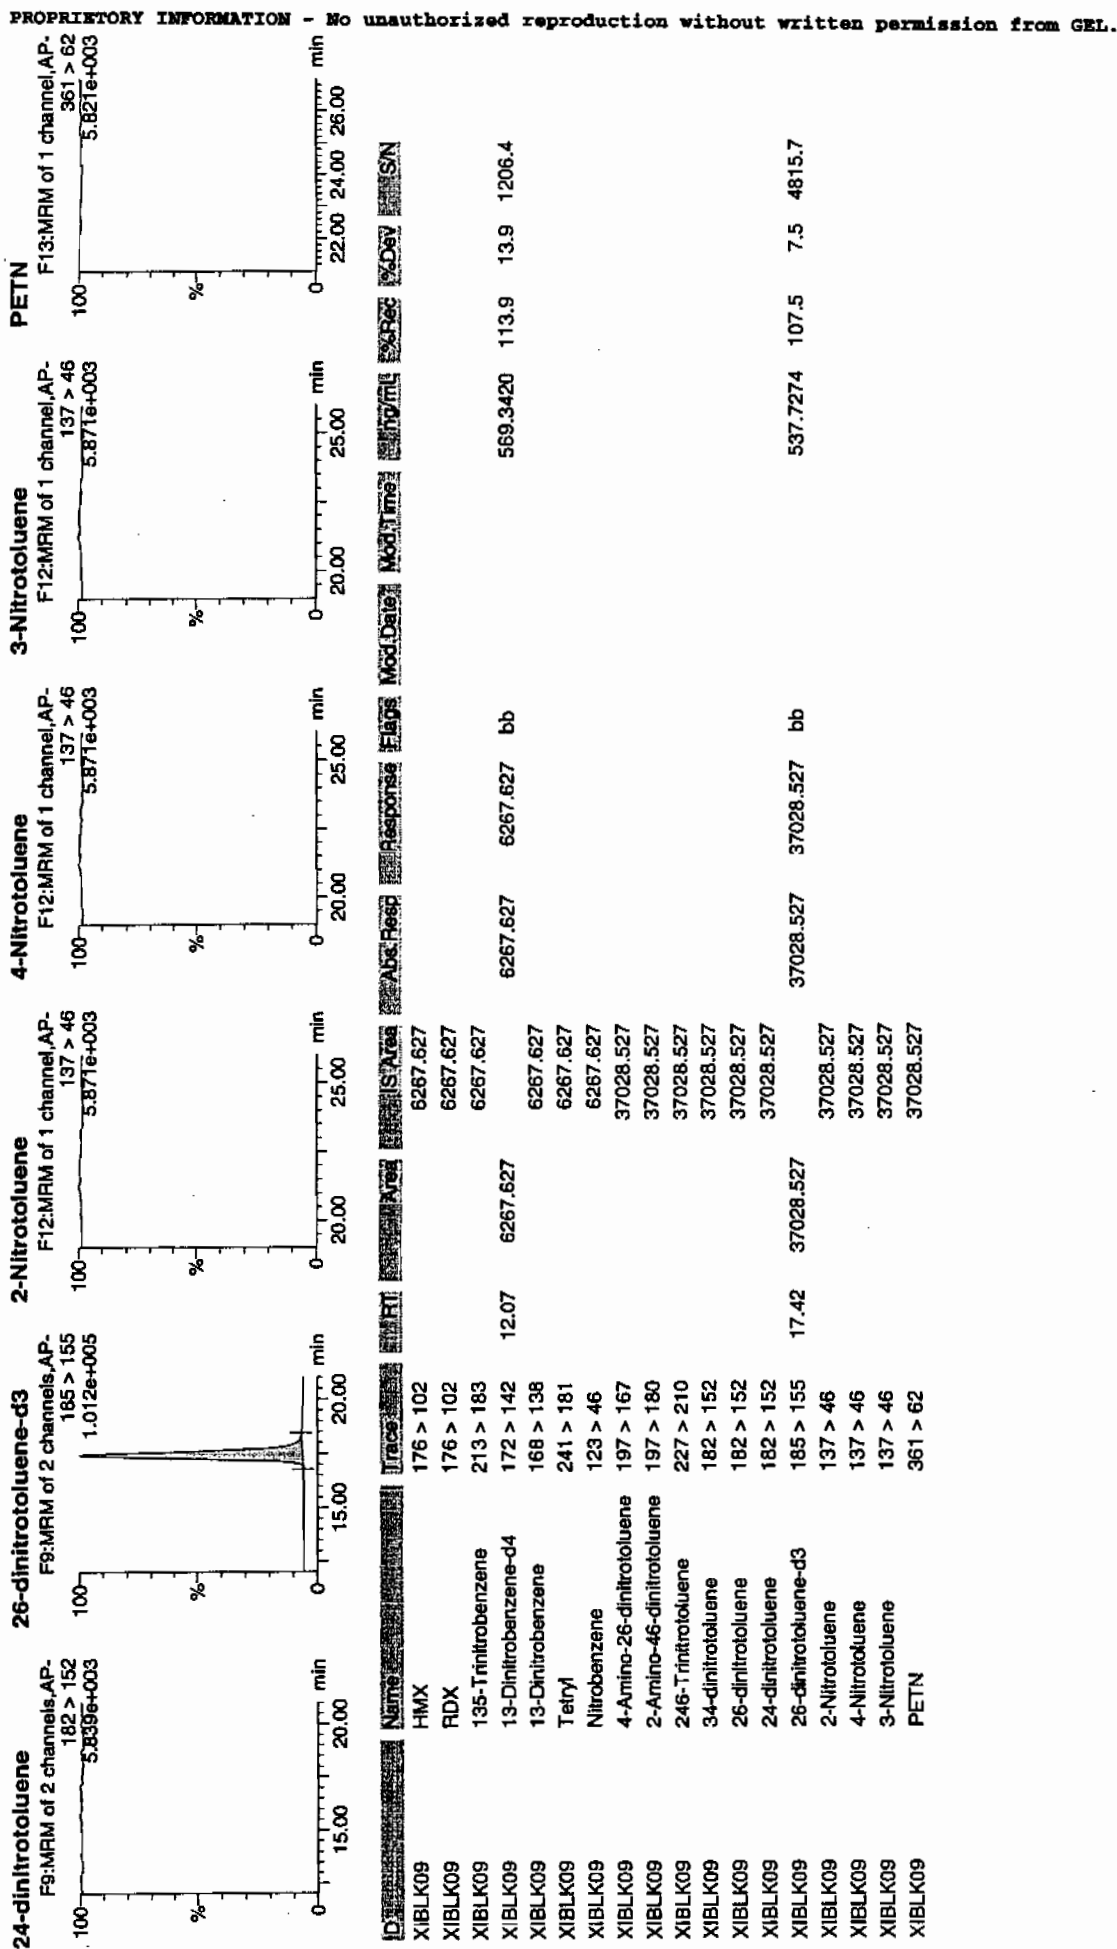 PROPRIETORY INFORMATION - No unauthorized reproduction without written permission from GEL.
24-dinitrotoluene
F9:MRM of 2 channels,AP-
182 > 152
5.839e+003
100
%
0
15.00 20.00 min
26-dinitrotoluene-d3
F9:MRM of 2 channels,AP-
185 > 155
1.012e+005
100
%
0
15.00 20.00 min
2-Nitrotoluene
F12:MRM of 1 channel,AP-
137 > 46
5.871e+003
100
%
0
20.00 25.00 min
4-Nitrotoluene
F12:MRM of 1 channel,AP-
137 > 46
5.871e+003
100
%
0
20.00 25.00 min
3-Nitrotoluene
F12:MRM of 1 channel,AP-
137 > 46
5.871e+003
100
%
0
20.00 25.00 min
PETN
F13:MRM of 1 channel,AP-
361 > 62
5.821e+003
100
%
0
22.00 24.00 26.00 min
ID Name Trace RT Area IS Area Abs.Resp Response Flags Mod.Date Mod.Time ng/mL %Rec %Dev S/N
XIBLK09 HMX 176 > 102 6267.627
XIBLK09 RDX 176 > 102 6267.627
XIBLK09 135-Trinitrobenzene 213 > 183 6267.627
XIBLK09 13-Dinitrobenzene-d4 172 > 142 12.07 6267.627 6267.627 6267.627 bb 569.3420 113.9 13.9 1206.4
XIBLK09 13-Dinitrobenzene 168 > 138 6267.627
XIBLK09 Tetryl 241 > 181 6267.627
XIBLK09 Nitrobenzene 123 > 46 6267.627
XIBLK09 4-Amino-26-dinitrotoluene 197 > 167 37028.527
XIBLK09 2-Amino-46-dinitrotoluene 197 > 180 37028.527
XIBLK09 246-Trinitrotoluene 227 > 210 37028.527
XIBLK09 34-dinitrotoluene 182 > 152 37028.527
XIBLK09 26-dinitrotoluene 182 > 152 37028.527
XIBLK09 24-dinitrotoluene 182 > 152 37028.527
XIBLK09 26-dinitrotoluene-d3 185 > 155 17.42 37028.527 37028.527 37028.527 bb 537.7274 107.5 7.5 4815.7
XIBLK09 2-Nitrotoluene 137 > 46 37028.527
XIBLK09 4-Nitrotoluene 137 > 46 37028.527
XIBLK09 3-Nitrotoluene 137 > 46 37028.527
XIBLK09 PETN 361 > 62 37028.527